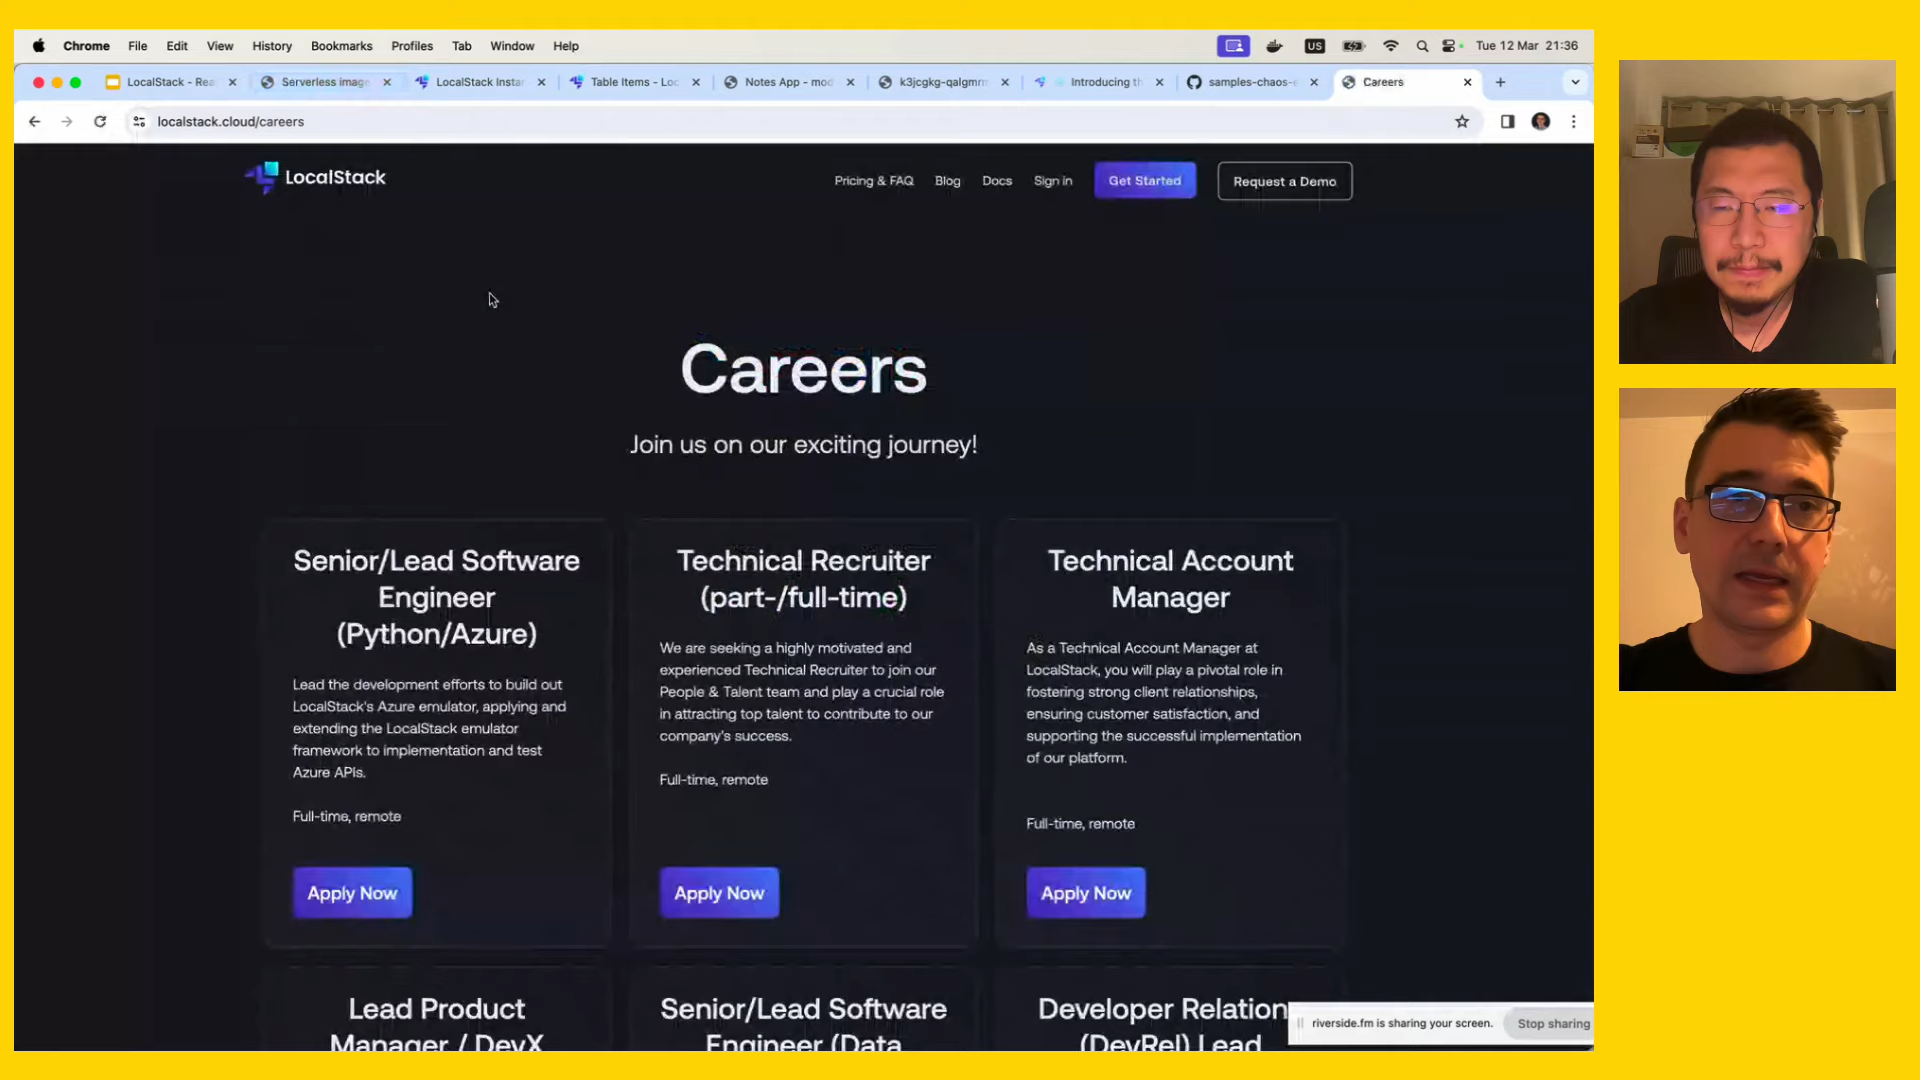 Chrome File Edit View History Bookmarks Profiles Tab Window Help US Tue 12 Mar 21:36
LocalStack - Rea Serverless image LocalStack Instan Table Items - Loc Notes App - mod k3jcgkg-qalgmrm Introducing th samples-chaos-e Careers
localstack.cloud/careers
LocalStack Pricing & FAQ Blog Docs Sign in Get Started Request a Demo
Careers
Join us on our exciting journey!
Senior/Lead Software
Engineer
(Python/Azure)
Lead the development efforts to build out
LocalStack's Azure emulator, applying and
extending the LocalStack emulator
framework to implementation and test
Azure APIs.
Full-time, remote
Apply Now
Technical Recruiter
(part-/full-time)
We are seeking a highly motivated and
experienced Technical Recruiter to join our
People & Talent team and play a crucial role
in attracting top talent to contribute to our
company's success.
Full-time, remote
Apply Now
Technical Account
Manager
As a Technical Account Manager at
LocalStack, you will play a pivotal role in
fostering strong client relationships,
ensuring customer satisfaction, and
supporting the successful implementation
of our platform.
Full-time, remote
Apply Now
Lead Product
Manager / DevX
Senior/Lead Software
Engineer (Data
Developer Relation
(DevRel) Lead
riverside.fm is sharing your screen. Stop sharing